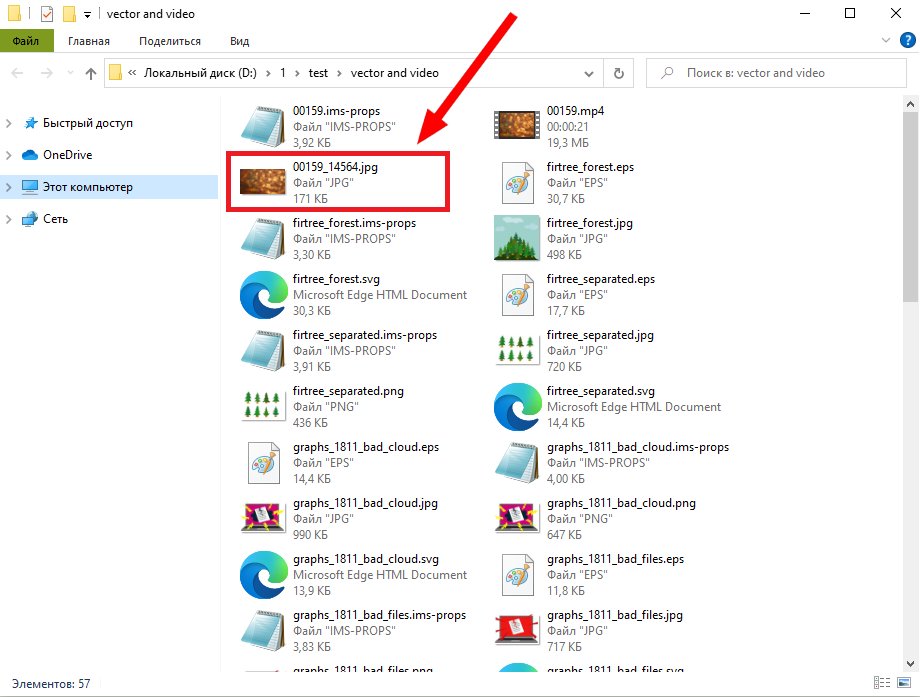 vector and video
Файл
Главная
Поделиться
Вид
« Локальный диск (D:) › 1 › test › vector and video
Поиск в: vector and video
Быстрый доступ
OneDrive
Этот компьютер
Сеть
00159.ims-props
Файл "IMS-PROPS"
3,92 КБ
00159.mp4
00:00:21
19,3 МБ
00159_14564.jpg
Файл "JPG"
171 КБ
firtree_forest.eps
Файл "EPS"
30,7 КБ
firtree_forest.ims-props
Файл "IMS-PROPS"
3,30 КБ
firtree_forest.jpg
Файл "JPG"
498 КБ
firtree_forest.svg
Microsoft Edge HTML Document
30,3 КБ
firtree_separated.eps
Файл "EPS"
17,7 КБ
firtree_separated.ims-props
Файл "IMS-PROPS"
3,91 КБ
firtree_separated.jpg
Файл "JPG"
720 КБ
firtree_separated.png
Файл "PNG"
436 КБ
firtree_separated.svg
Microsoft Edge HTML Document
14,4 КБ
graphs_1811_bad_cloud.eps
Файл "EPS"
14,4 КБ
graphs_1811_bad_cloud.ims-props
Файл "IMS-PROPS"
4,00 КБ
graphs_1811_bad_cloud.jpg
Файл "JPG"
990 КБ
graphs_1811_bad_cloud.png
Файл "PNG"
647 КБ
graphs_1811_bad_cloud.svg
Microsoft Edge HTML Document
13,9 КБ
graphs_1811_bad_files.eps
Файл "EPS"
11,8 КБ
graphs_1811_bad_files.ims-props
Файл "IMS-PROPS"
3,83 КБ
graphs_1811_bad_files.jpg
Файл "JPG"
717 КБ
graphs_1811_bad_files.png
graphs_1811_bad_files.svg
Элементов: 57